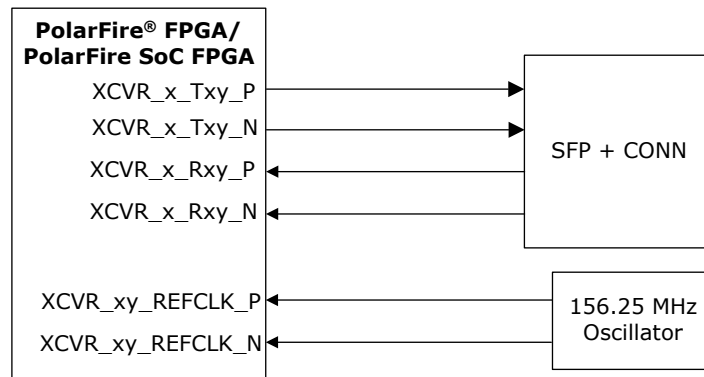 PolarFire® FPGA/
PolarFire SoC FPGA
XCVR_x_Txy_P
XCVR_x_Txy_N
XCVR_x_Rxy_P
XCVR_x_Rxy_N
SFP + CONN
XCVR_xy_REFCLK_P
XCVR_xy_REFCLK_N
156.25 MHz
Oscillator